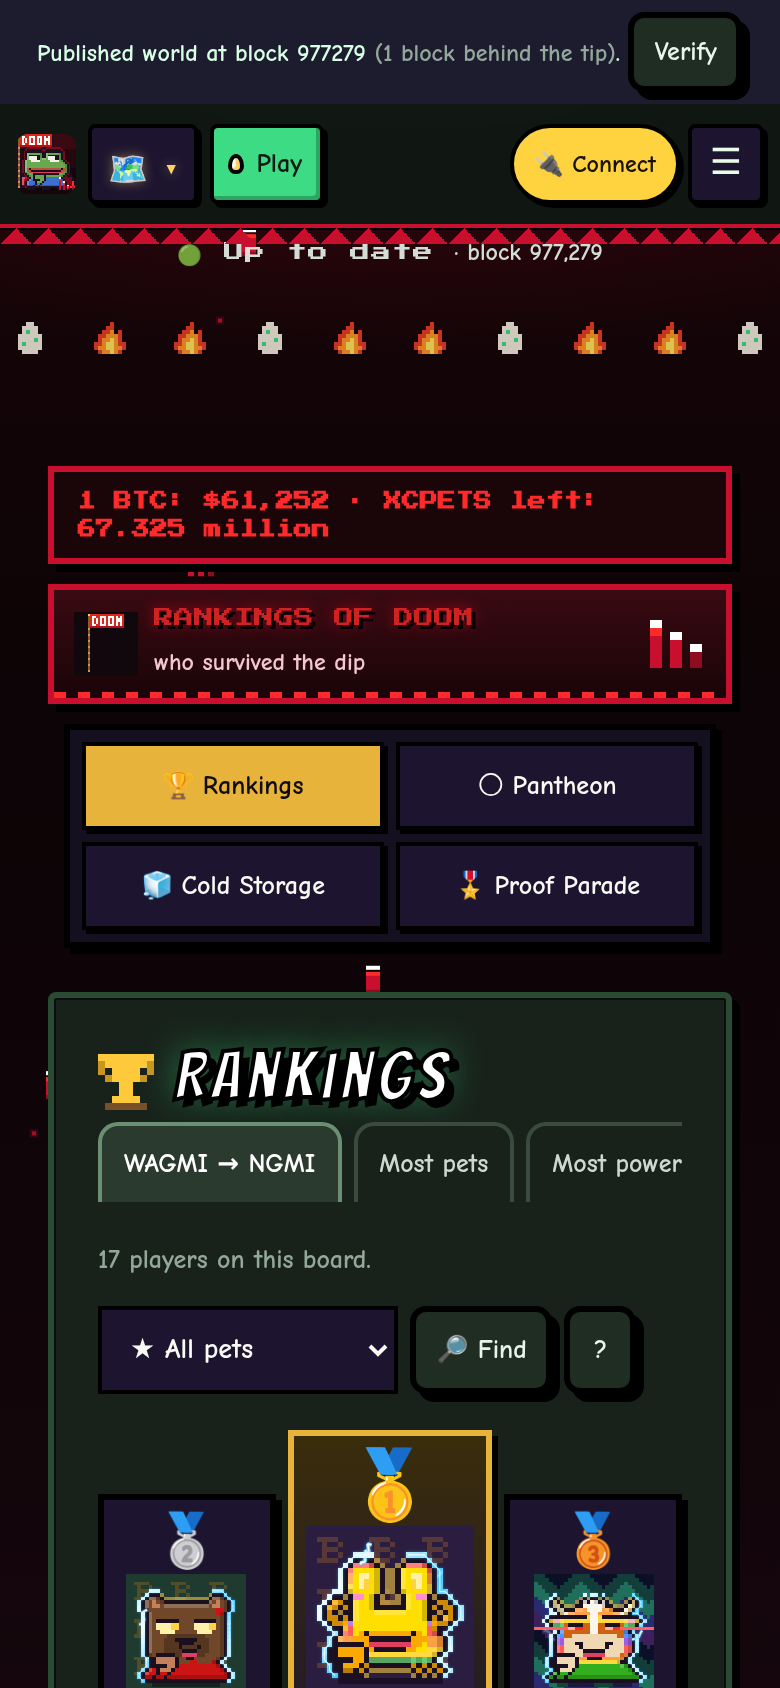 Published world at block 977279 (1 block behind the tip).
Verify
DOOM
Play
Connect
Up to date · block 977,279
1 BTC: $61,252 · XCPETS left:
67.325 million
DOOM
RANKINGS OF DOOM
who survived the dip
Rankings
Pantheon
Cold Storage
Proof Parade
RANKINGS
WAGMI → NGMI
Most pets
Most power
17 players on this board.
★ All pets
Find
?
1
2
3
B B B
B B B